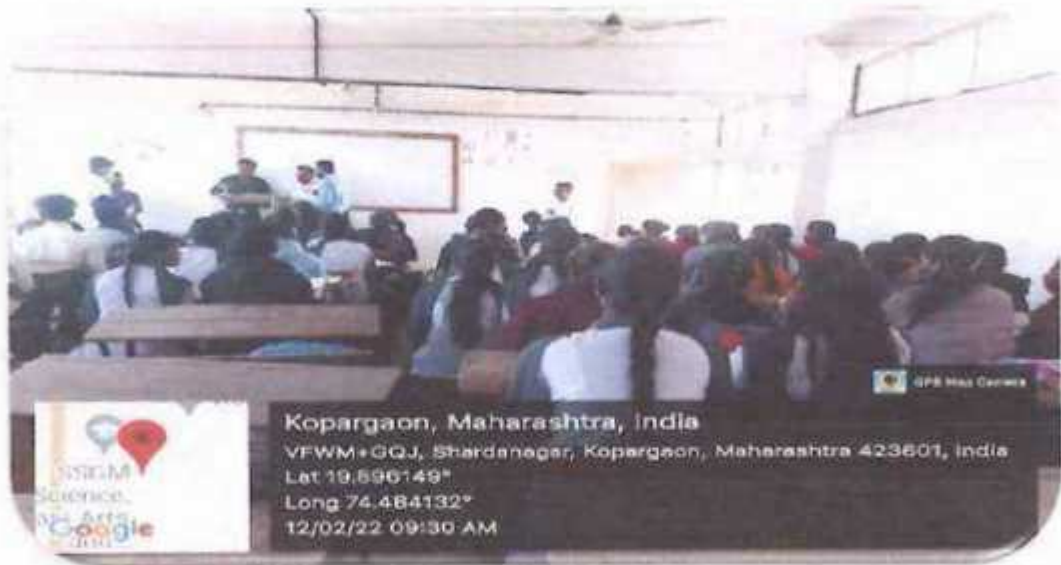 GPS Map Camera
Kopargaon, Maharashtra, India
VFWM+GQJ, Shardanagar, Kopargaon, Maharashtra 423601, India
Lat 19.896149°
Long 74.484132°
12/02/22 09:30 AM
SSGM
Science,
Arts
Google